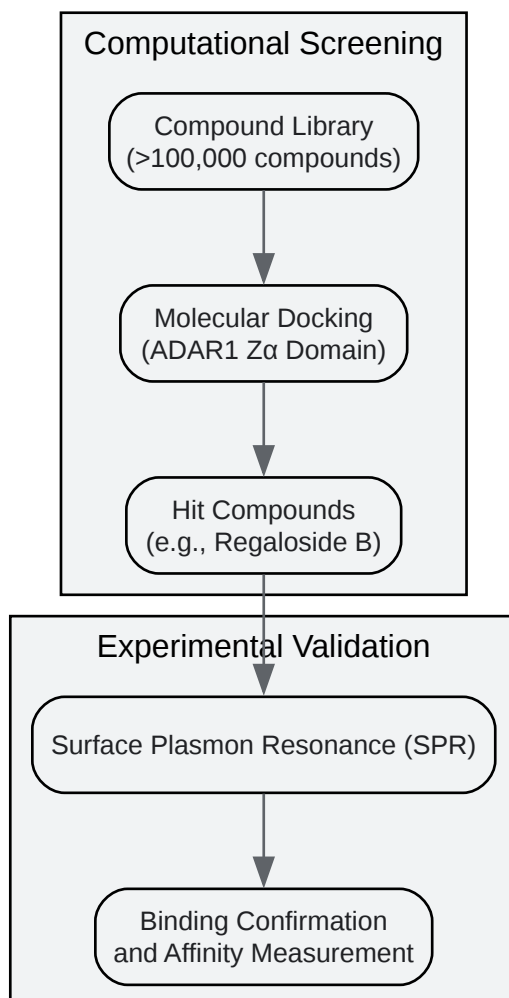 Computational Screening
Compound Library
(>100,000 compounds)
Molecular Docking
(ADAR1 Zα Domain)
Hit Compounds
(e.g., Regaloside B)
Experimental Validation
Surface Plasmon Resonance (SPR)
Binding Confirmation
and Affinity Measurement